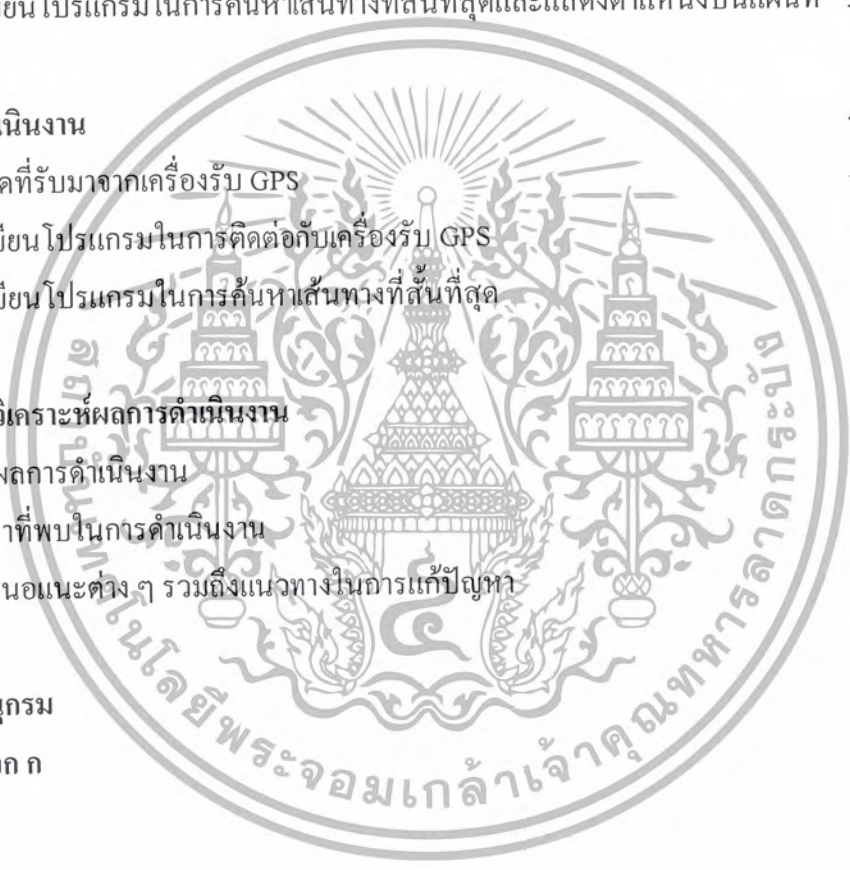 ขียนโปรแกรมในการค้นหาเส้นทางที่สั้นที่สุดและแสดงตำแหน่งบนแผนที่
เนินงาน
ดที่รับมาจากเครื่องรับ GPS
ขียนโปรแกรมในการติดต่อกับเครื่องรับ GPS
ขียนโปรแกรมในการค้นหาเส้นทางที่สั้นที่สุด
วิเคราะห์ผลการดำเนินงาน
ผลการดำเนินงาน
าที่พบในการดำเนินงาน
นอแนะต่าง ๆ รวมถึงแนวทางในการแก้ปัญหา
นุกรม
วก ก
สถาบันเทคโนโลยีพระจอมเกล้าเจ้าคุณทหารลาดกระบัง